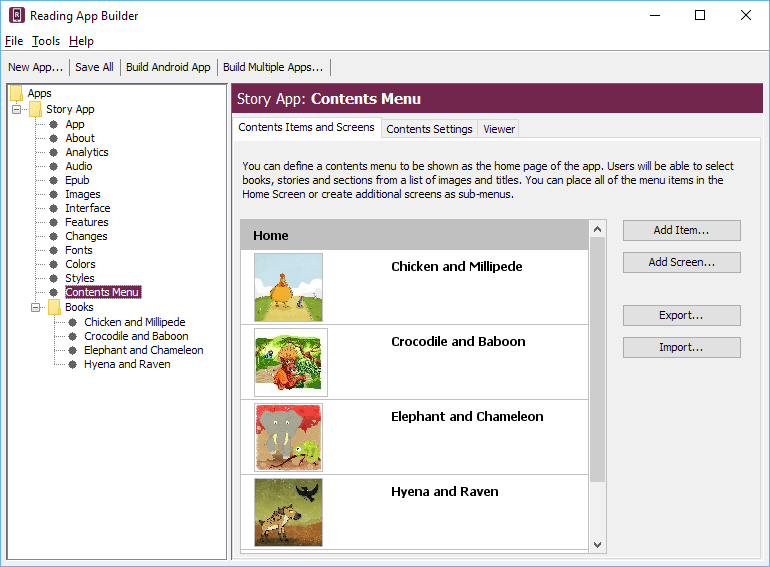 Reading App Builder
File Tools Help
New App... Save All Build Android App Build Multiple Apps...
Apps
Story App
App
About
Analytics
Audio
Epub
Images
Interface
Features
Changes
Fonts
Colors
Styles
Contents Menu
Books
Chicken and Millipede
Crocodile and Baboon
Elephant and Chameleon
Hyena and Raven
Story App: Contents Menu
Contents Items and Screens Contents Settings Viewer
You can define a contents menu to be shown as the home page of the app. Users will be able to select
books, stories and sections from a list of images and titles. You can place all of the menu items in the
Home Screen or create additional screens as sub-menus.
Home
Chicken and Millipede
Crocodile and Baboon
Elephant and Chameleon
Hyena and Raven
Add Item...
Add Screen...
Export...
Import...